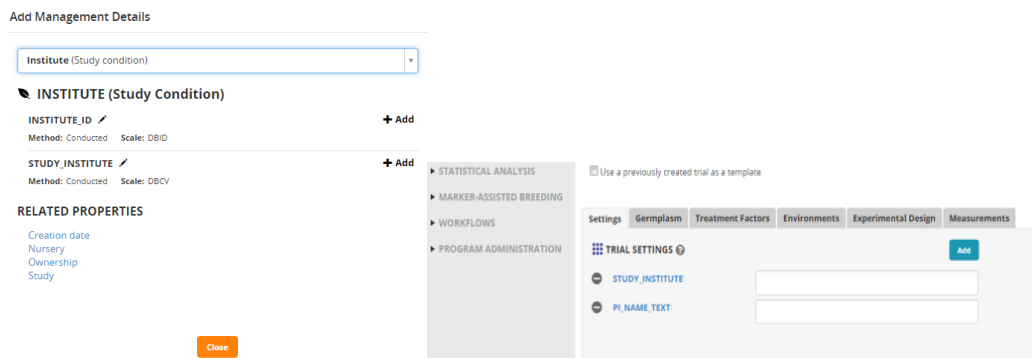 Add Management Details
Institute (Study condition)
INSTITUTE (Study Condition)
INSTITUTE_ID
Add
Method: Conducted Scale: DBID
STUDY_INSTITUTE
Add
Method: Conducted Scale: DBCV
RELATED PROPERTIES
Creation date
Nursery
Ownership
Study
Close
STATISTICAL ANALYSIS
MARKER-ASSISTED BREEDING
WORKFLOWS
PROGRAM ADMINISTRATION
Use a previously created trial as a template
Settings Germplasm Treatment Factors Environments Experimental Design Measurements
TRIAL SETTINGS ?
Add
STUDY_INSTITUTE:
PI_NAME_TEXT: